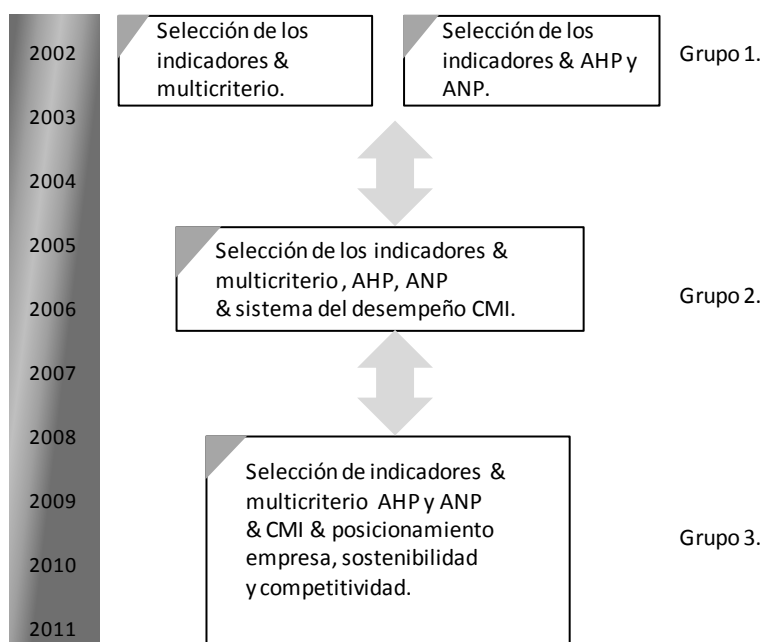 2002
2003
2004
2005
2006
2007
2008
2009
2010
2011
Selección de los
indicadores &
multicriterio.
Selección de los
indicadores & AHP y
ANP.
Grupo 1.
Selección de los indicadores &
multicriterio , AHP, ANP
& sistema del desempeño CMI.
Grupo 2.
Selección de indicadores &
multicriterio AHP y ANP
& CMI & posicionamiento
empresa, sostenibilidad
y competitividad.
Grupo 3.